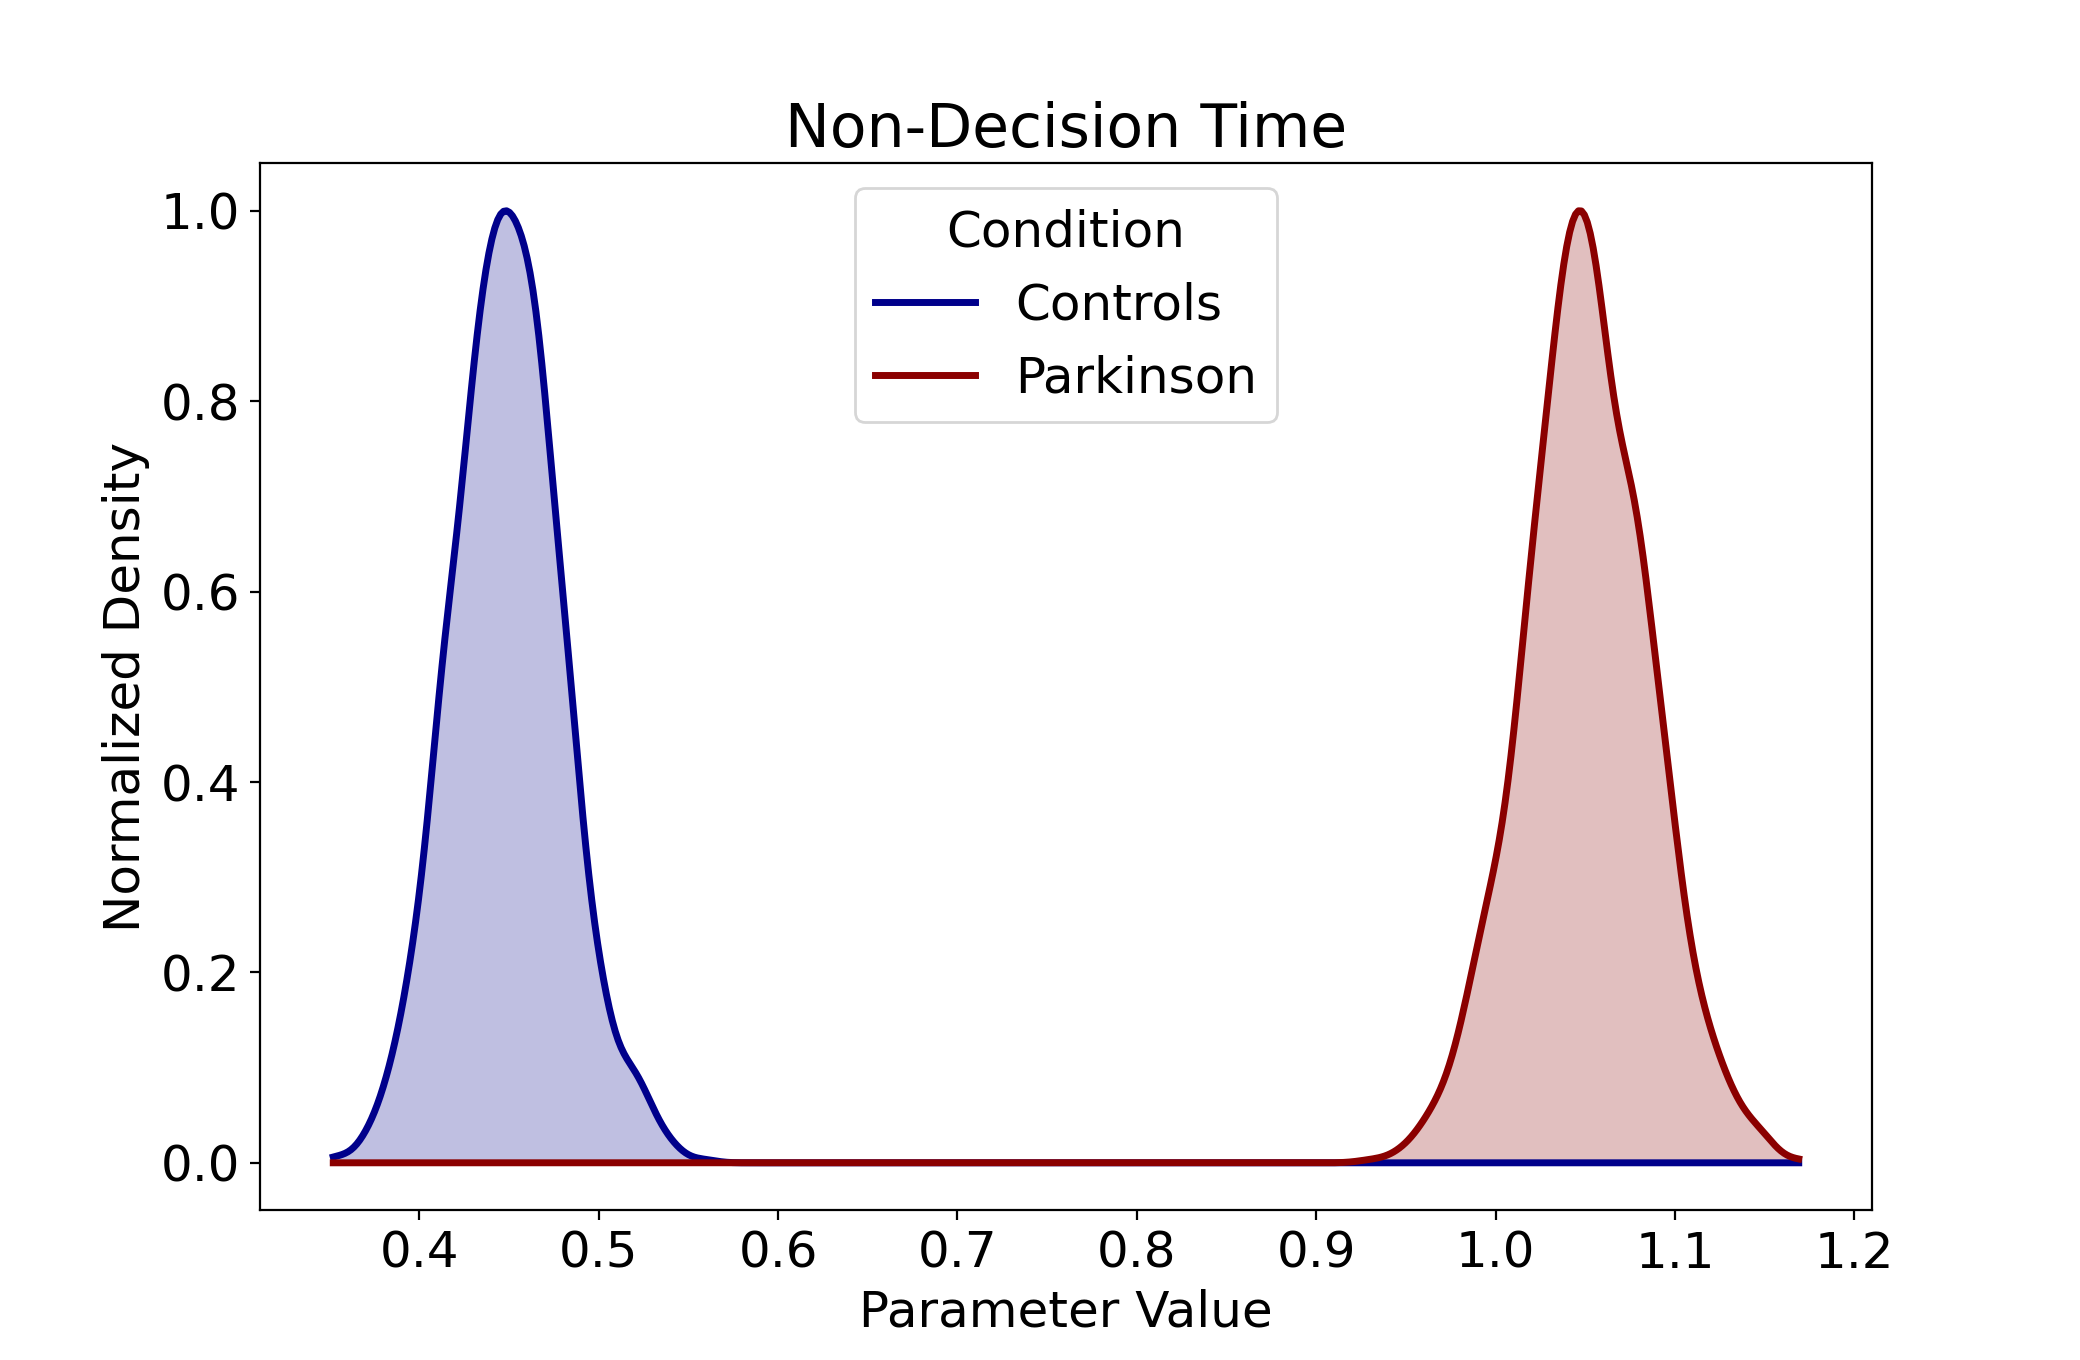 Non-Decision Time
Condition
Controls
Parkinson
Normalized Density
1.0
0.8
0.6
0.4
0.2
0.0
0.4 0.5 0.6 0.7 0.8 0.9 1.0 1.1 1.2
Parameter Value